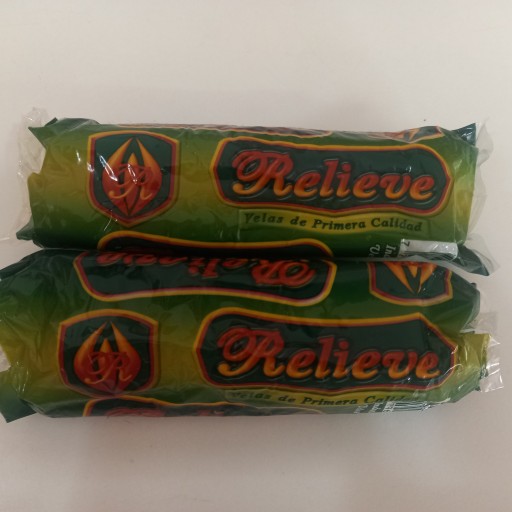 R
Relieve
Velas de Primera Calidad
Relieve
R
Relieve
Velas de Primera Calidad